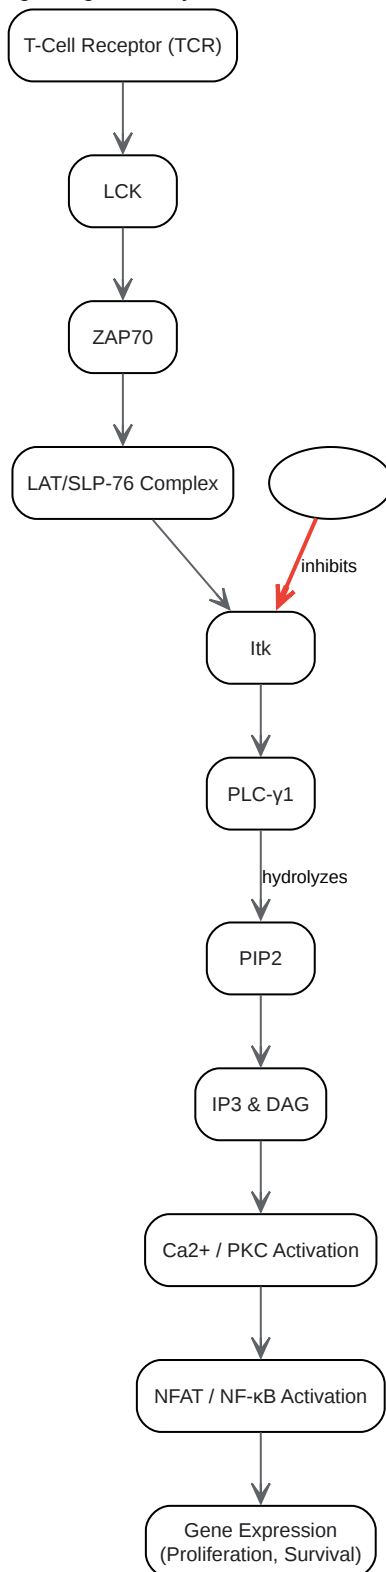 T-Cell Receptor (TCR)
LCK
ZAP70
LAT/SLP-76 Complex
inhibits
Itk
PLC-γ1
hydrolyzes
PIP2
IP3 & DAG
Ca2+ / PKC Activation
NFAT / NF-κB Activation
Gene Expression
(Proliferation, Survival)